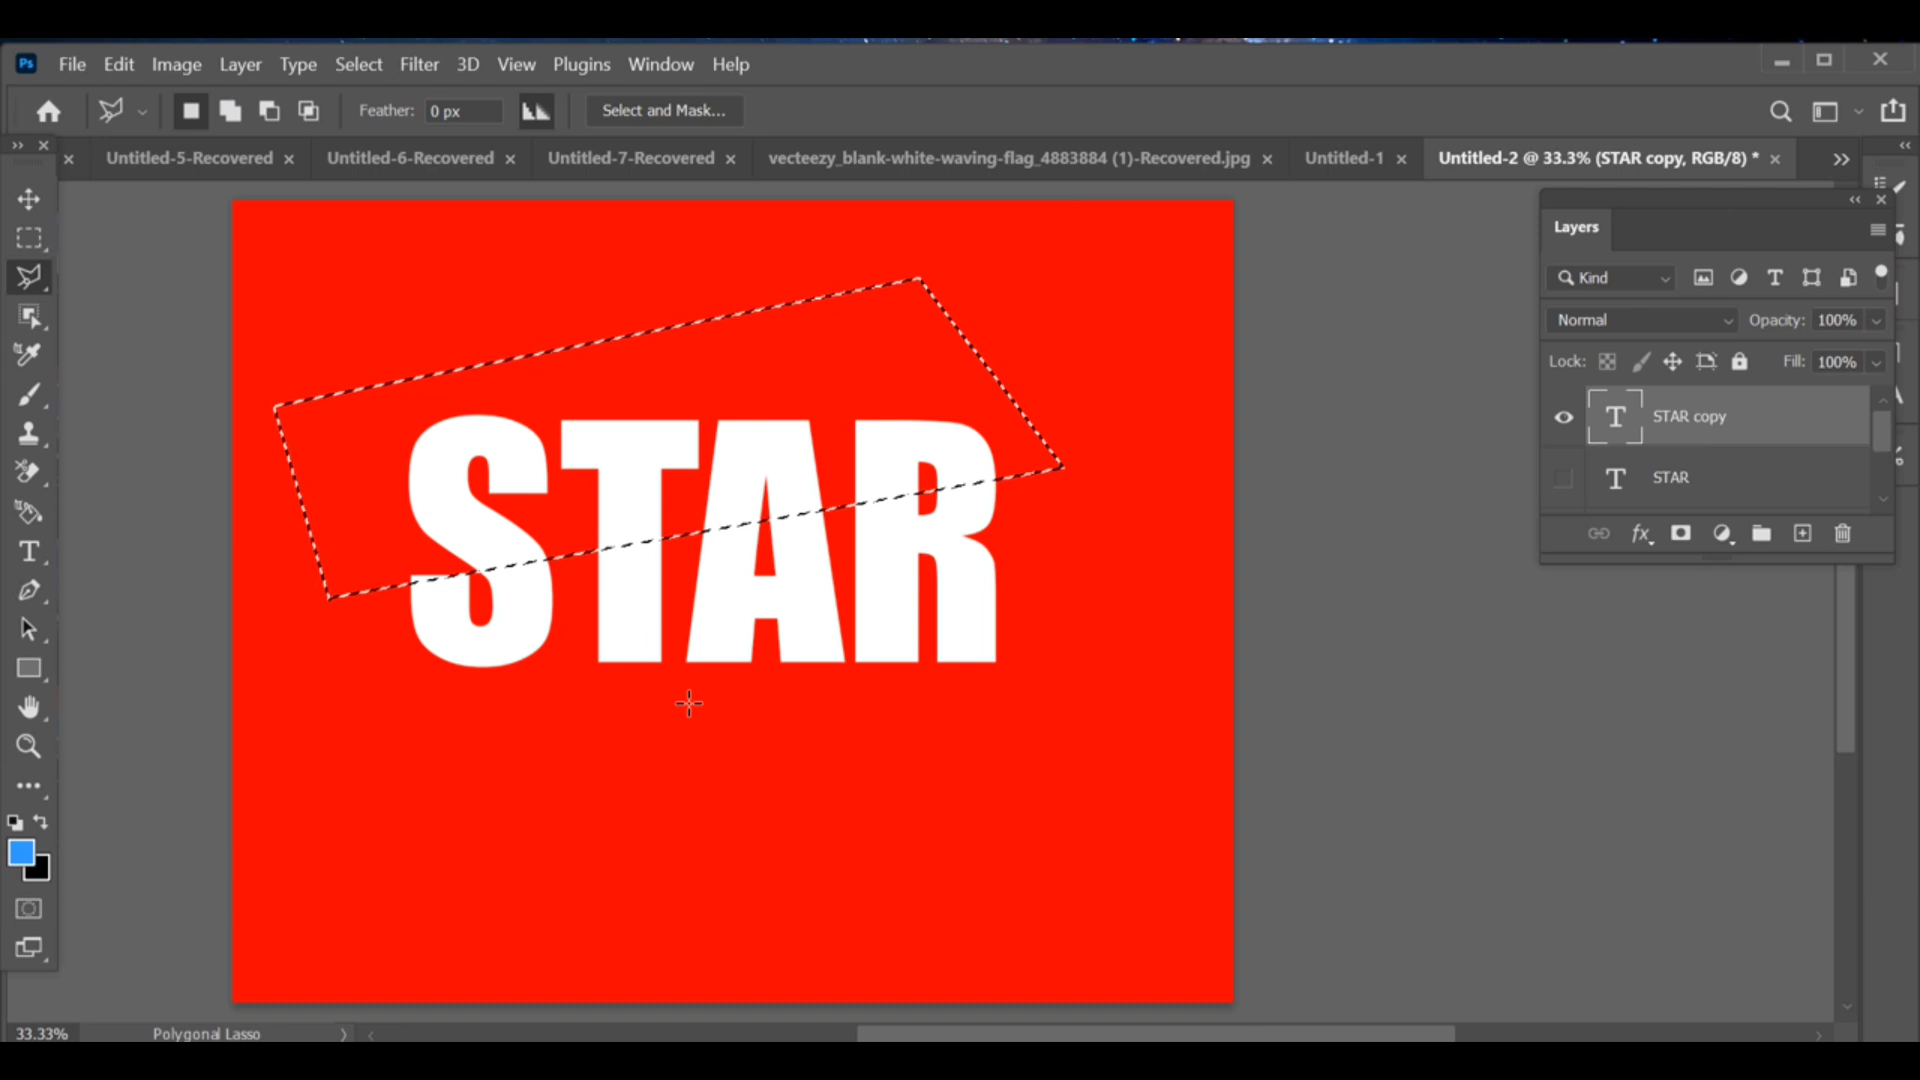 Ps File Edit Image Layer Type Select Filter 3D View Plugins Window Help
Feather: 0 px Select and Mask...
Untitled-5-Recovered × Untitled-6-Recovered × Untitled-7-Recovered × vecteezy_blank-white-waving-flag_4883884 (1)-Recovered.jpg × Untitled-1 × Untitled-2 @ 33.3% (STAR copy, RGB/8) * ×
Layers
Kind
Normal Opacity: 100%
Lock: Fill: 100%
T STAR copy
T STAR
fx
STAR
33.33% Polygonal Lasso